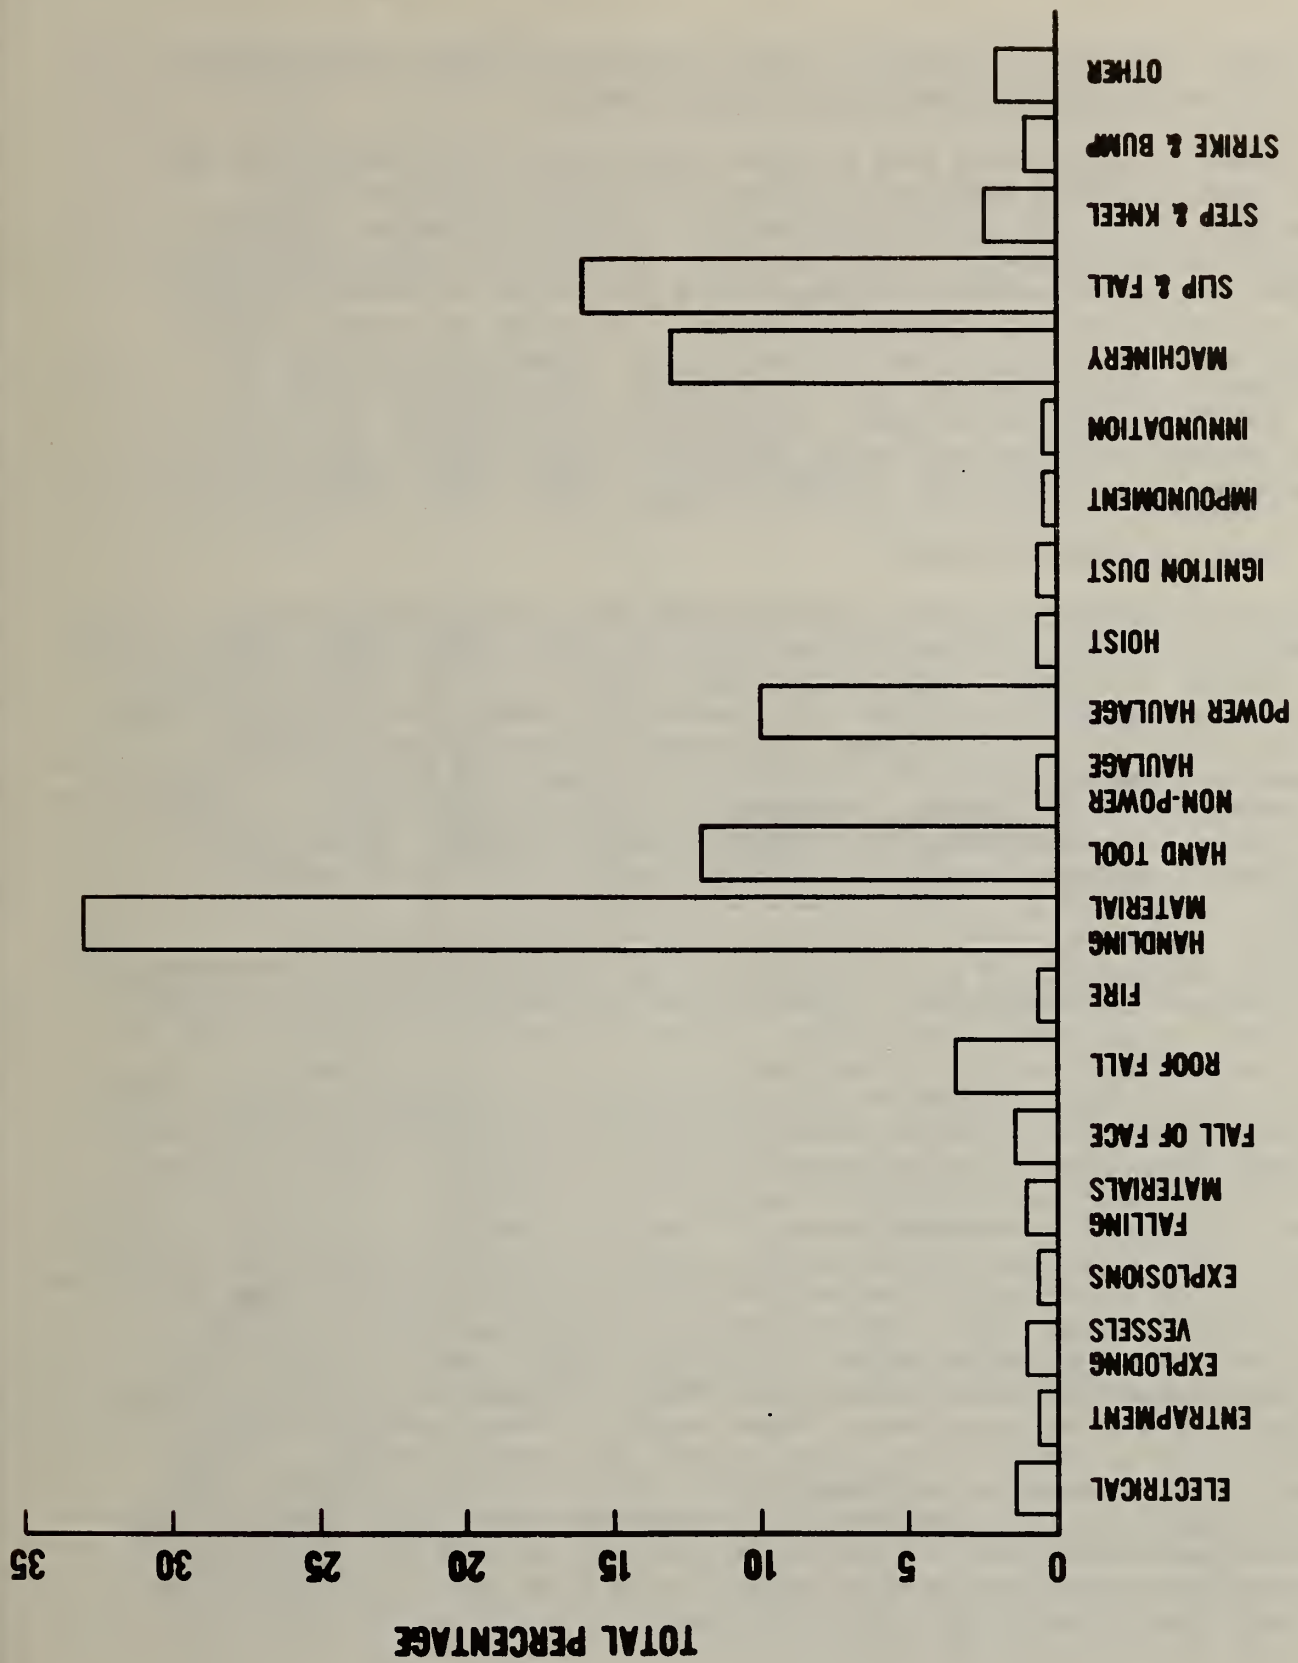 TOTAL PERCENTAGE
0 5 10 15 20 25 30 35
ELECTRICAL
ENTRAPMENT
EXPLODING
VESSELS
EXPLOSIONS
FALLING
MATERIALS
FALL OF FACE
ROOF FALL
FIRE
HANDLING
MATERIAL
HAND TOOL
NON-POWER
HAULAGE
POWER HAULAGE
HOIST
IGNITION DUST
IMPOUNDMENT
INNUNDATION
MACHINERY
SLIP & FALL
STEP & KNEEL
STRIKE & BUMP
OTHER